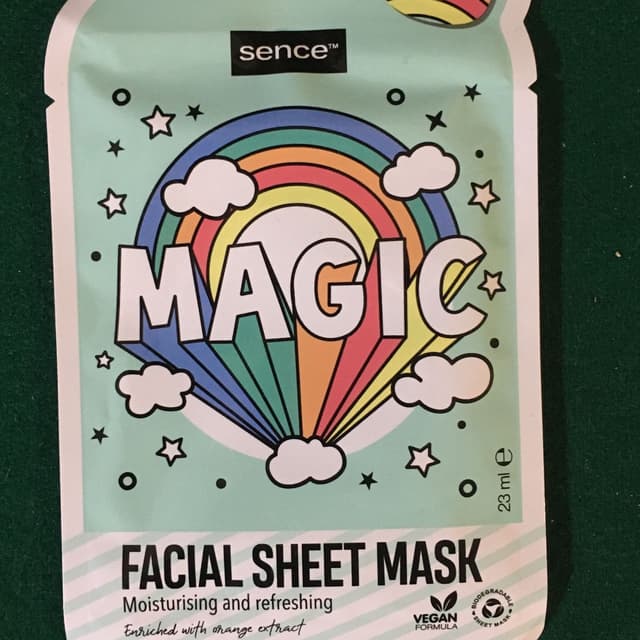 sence™
MAGIC
23 ml ℮
FACIAL SHEET MASK
Moisturising and refreshing
Enriched with orange extract
VEGAN
FORMULA
BIODEGRADABLE
SHEET MASK